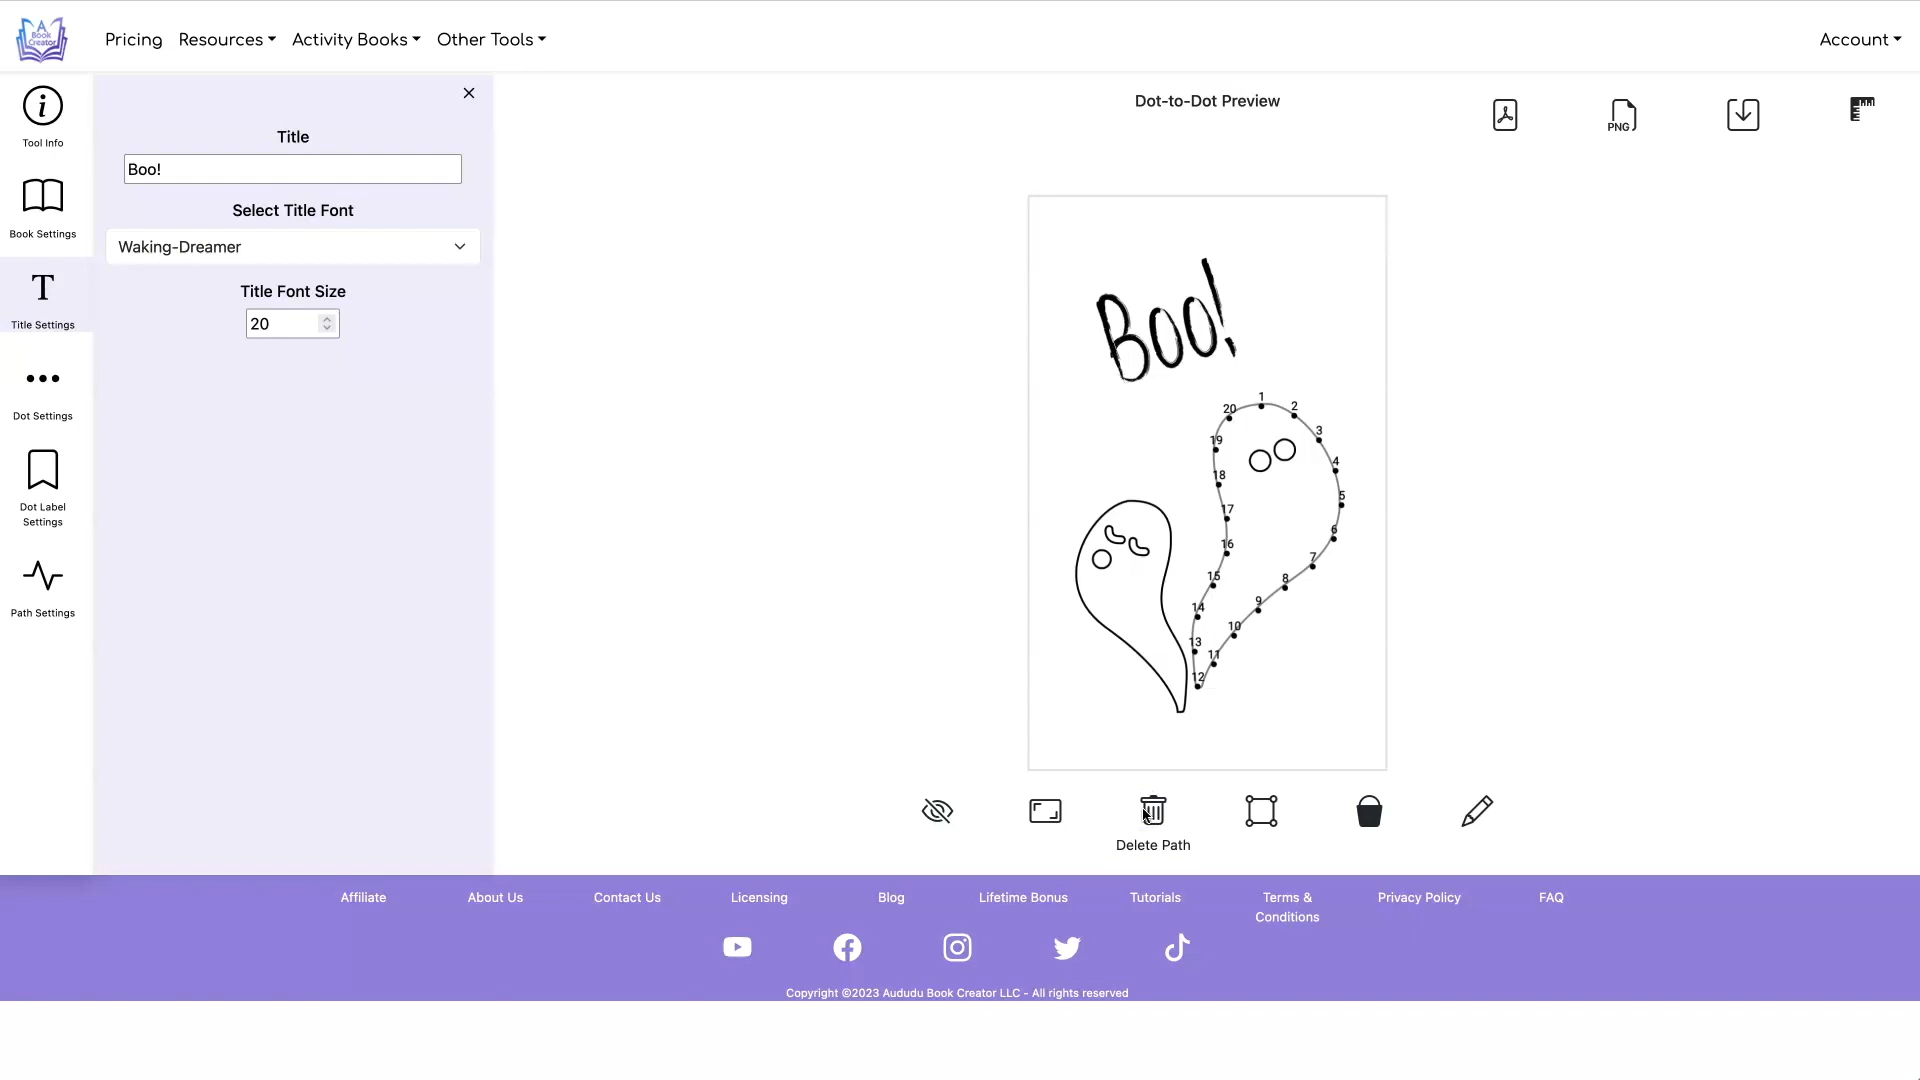 A
Book
Creator
Pricing
Resources
Activity Books
Other Tools
Account
Tool Info
Book Settings
T
Title Settings
Dot Settings
Dot Label
Settings
Path Settings
Title
Boo!
Select Title Font
Waking-Dreamer
Title Font Size
20
Dot-to-Dot Preview
PNG
Boo!
1
2
3
4
5
6
7
8
9
10
11
12
13
14
15
16
17
18
19
20
Delete Path
Affiliate
About Us
Contact Us
Licensing
Blog
Lifetime Bonus
Tutorials
Terms &
Conditions
Privacy Policy
FAQ
Copyright ©2023 Aududu Book Creator LLC - All rights reserved